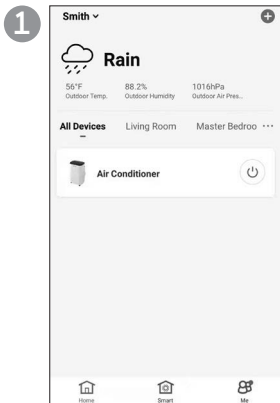 1
Smith
Rain
56°F 88.2% 1016hPa
Outdoor Temp. Outdoor Humidity Outdoor Air Pres...
All Devices Living Room Master Bedroo ...
Air Conditioner
Home Smart Me